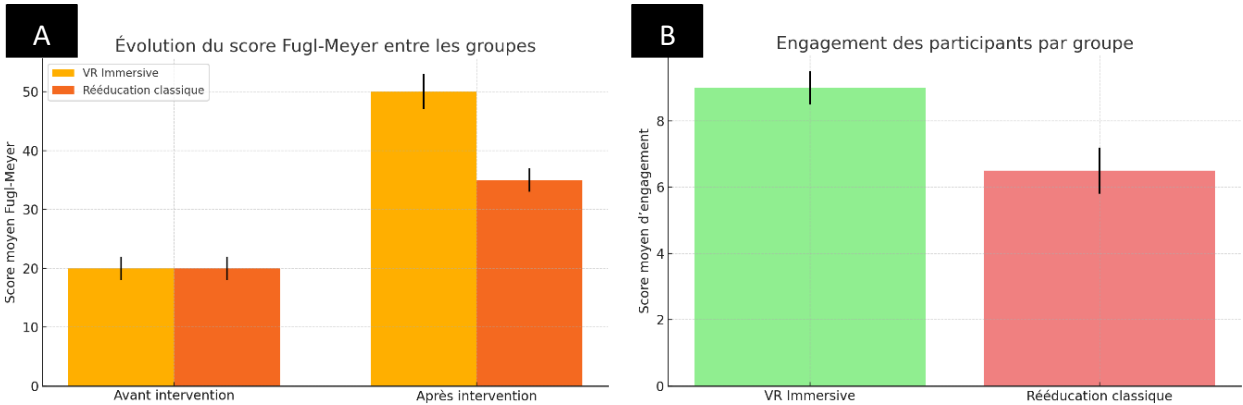 A
Évolution du score Fugl-Meyer entre les groupes
VR Immersive
Rééducation classique
Score moyen Fugl-Meyer
50
40
30
20
10
0
Avant intervention
Après intervention
B
Engagement des participants par groupe
Score moyen d’engagement
8
6
4
2
0
VR Immersive
Rééducation classique